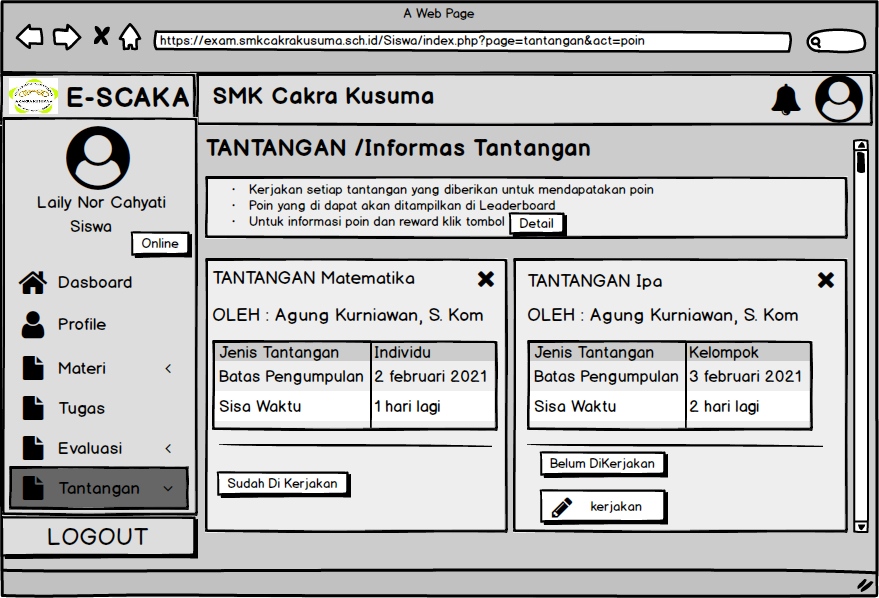 A Web Page
https://exam.smkcakrakusuma.sch.id/Siswa/index.php?page=tantangan&act=poin
E-SCAKA
SMK Cakra Kusuma
Laily Nor Cahyati
Siswa
Online
Dasboard
Profile
Materi
Tugas
Evaluasi
Tantangan
LOGOUT
TANTANGAN /Informas Tantangan
· Kerjakan setiap tantangan yang diberikan untuk mendapatakan poin
· Poin yang di dapat akan ditampilkan di Leaderboard
· Untuk informasi poin dan reward klik tombol Detail
TANTANGAN Matematika
OLEH : Agung Kurniawan, S. Kom
Jenis Tantangan Individu
Batas Pengumpulan 2 februari 2021
Sisa Waktu 1 hari lagi
Sudah Di Kerjakan
TANTANGAN Ipa
OLEH : Agung Kurniawan, S. Kom
Jenis Tantangan Kelompok
Batas Pengumpulan 3 februari 2021
Sisa Waktu 2 hari lagi
Belum DiKerjakan
kerjakan